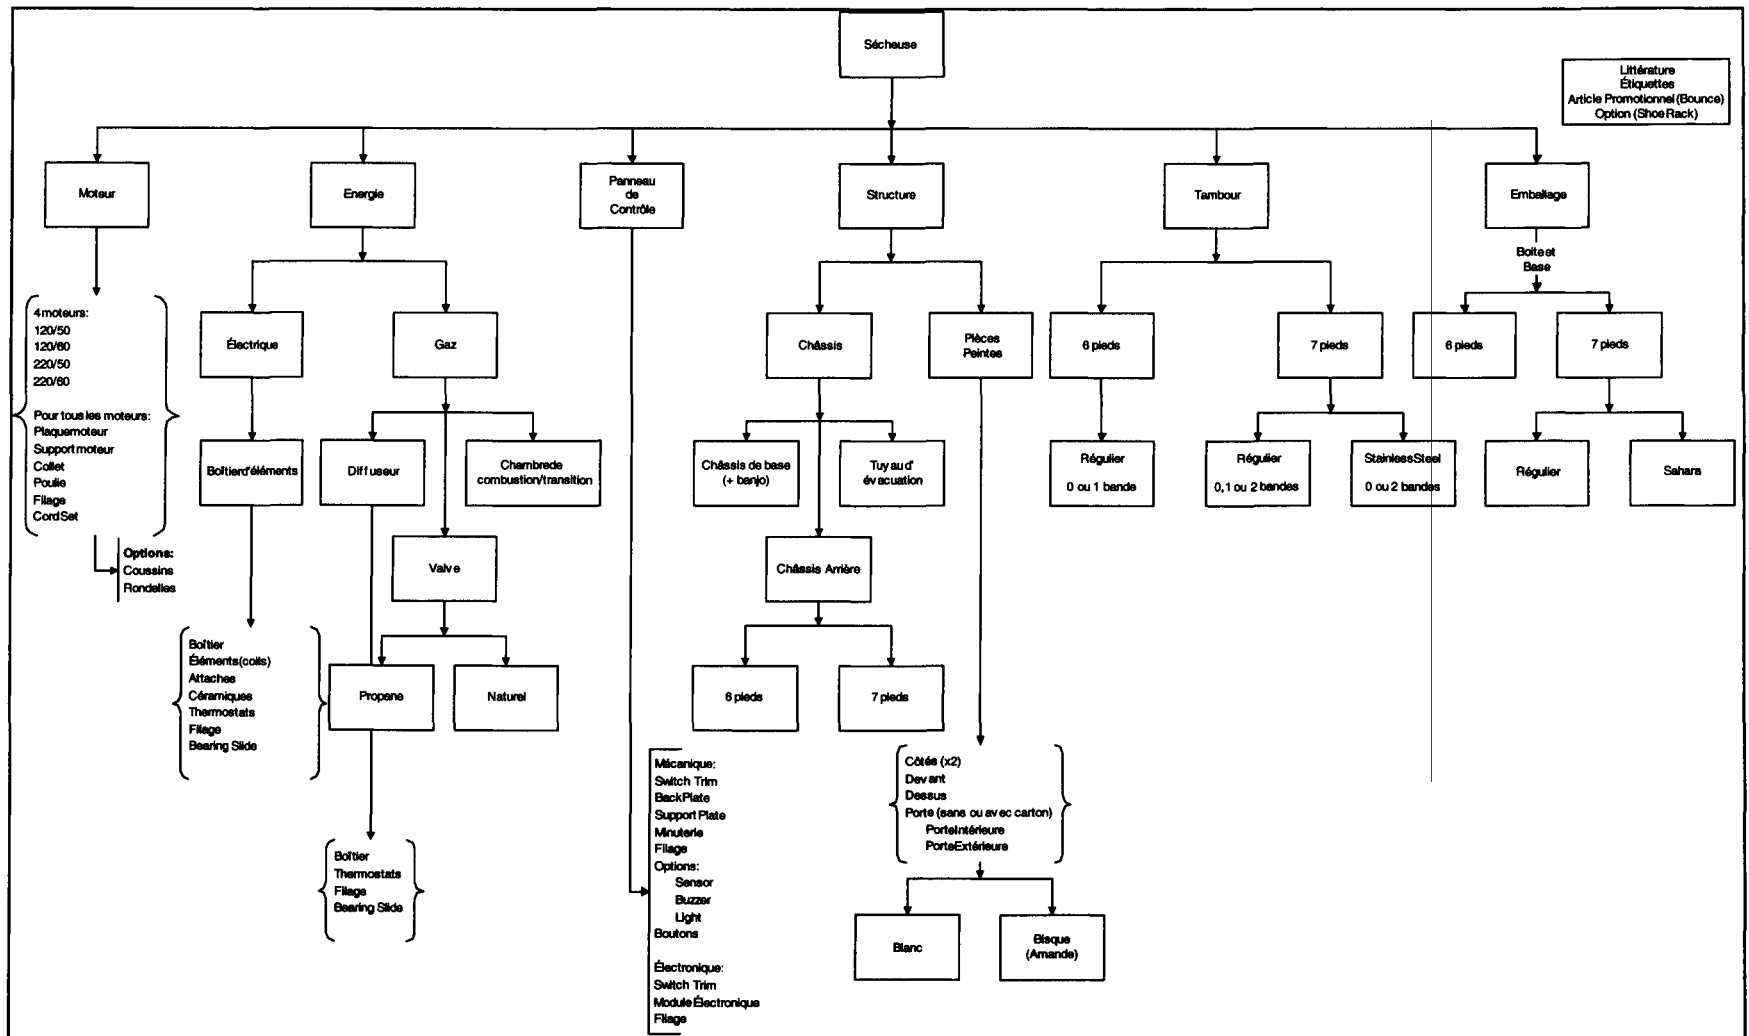 Sécheuse
Littérature
Étiquettes
Article Promotionnel (Bounce)
Option (Shoe Rack)
Moteur
Energie
Panneau
de
Contrôle
Structure
Tambour
Emballage
Boite et
Base
4 moteurs:
120/50
120/60
220/50
220/60
Pour tous les moteurs:
Plaque moteur
Support moteur
Collet
Poulie
Filage
Cord Set
Options:
Coussins
Rondelles
Électrique
Gaz
Châssis
Pièces
Peintes
6 pieds
7 pieds
6 pieds
7 pieds
Boîtier d'éléments
Diffuseur
Chambre de
combustion/transition
Châssis de base
(+ banjo)
Tuyau d'
évacuation
Régulier
0 ou 1 bande
Régulier
0, 1 ou 2 bandes
Stainless Steel
0 ou 2 bandes
Régulier
Sahara
Valve
Châssis Arrière
Boîtier
Éléments (coils)
Attaches
Céramiques
Thermostats
Filage
Bearing Slide
Propane
Naturel
6 pieds
7 pieds
Boîtier
Thermostats
Filage
Bearing Slide
Mécanique:
Switch Trim
Back Plate
Support Plate
Minuterie
Filage
Options:
Sensor
Buzzer
Light
Boutons
Électronique:
Switch Trim
Module Électronique
Filage
Côtés (x2)
Devant
Dessus
Porte (sans ou avec carton)
Porte Intérieure
Porte Extérieure
Blanc
Bisque
(Amande)